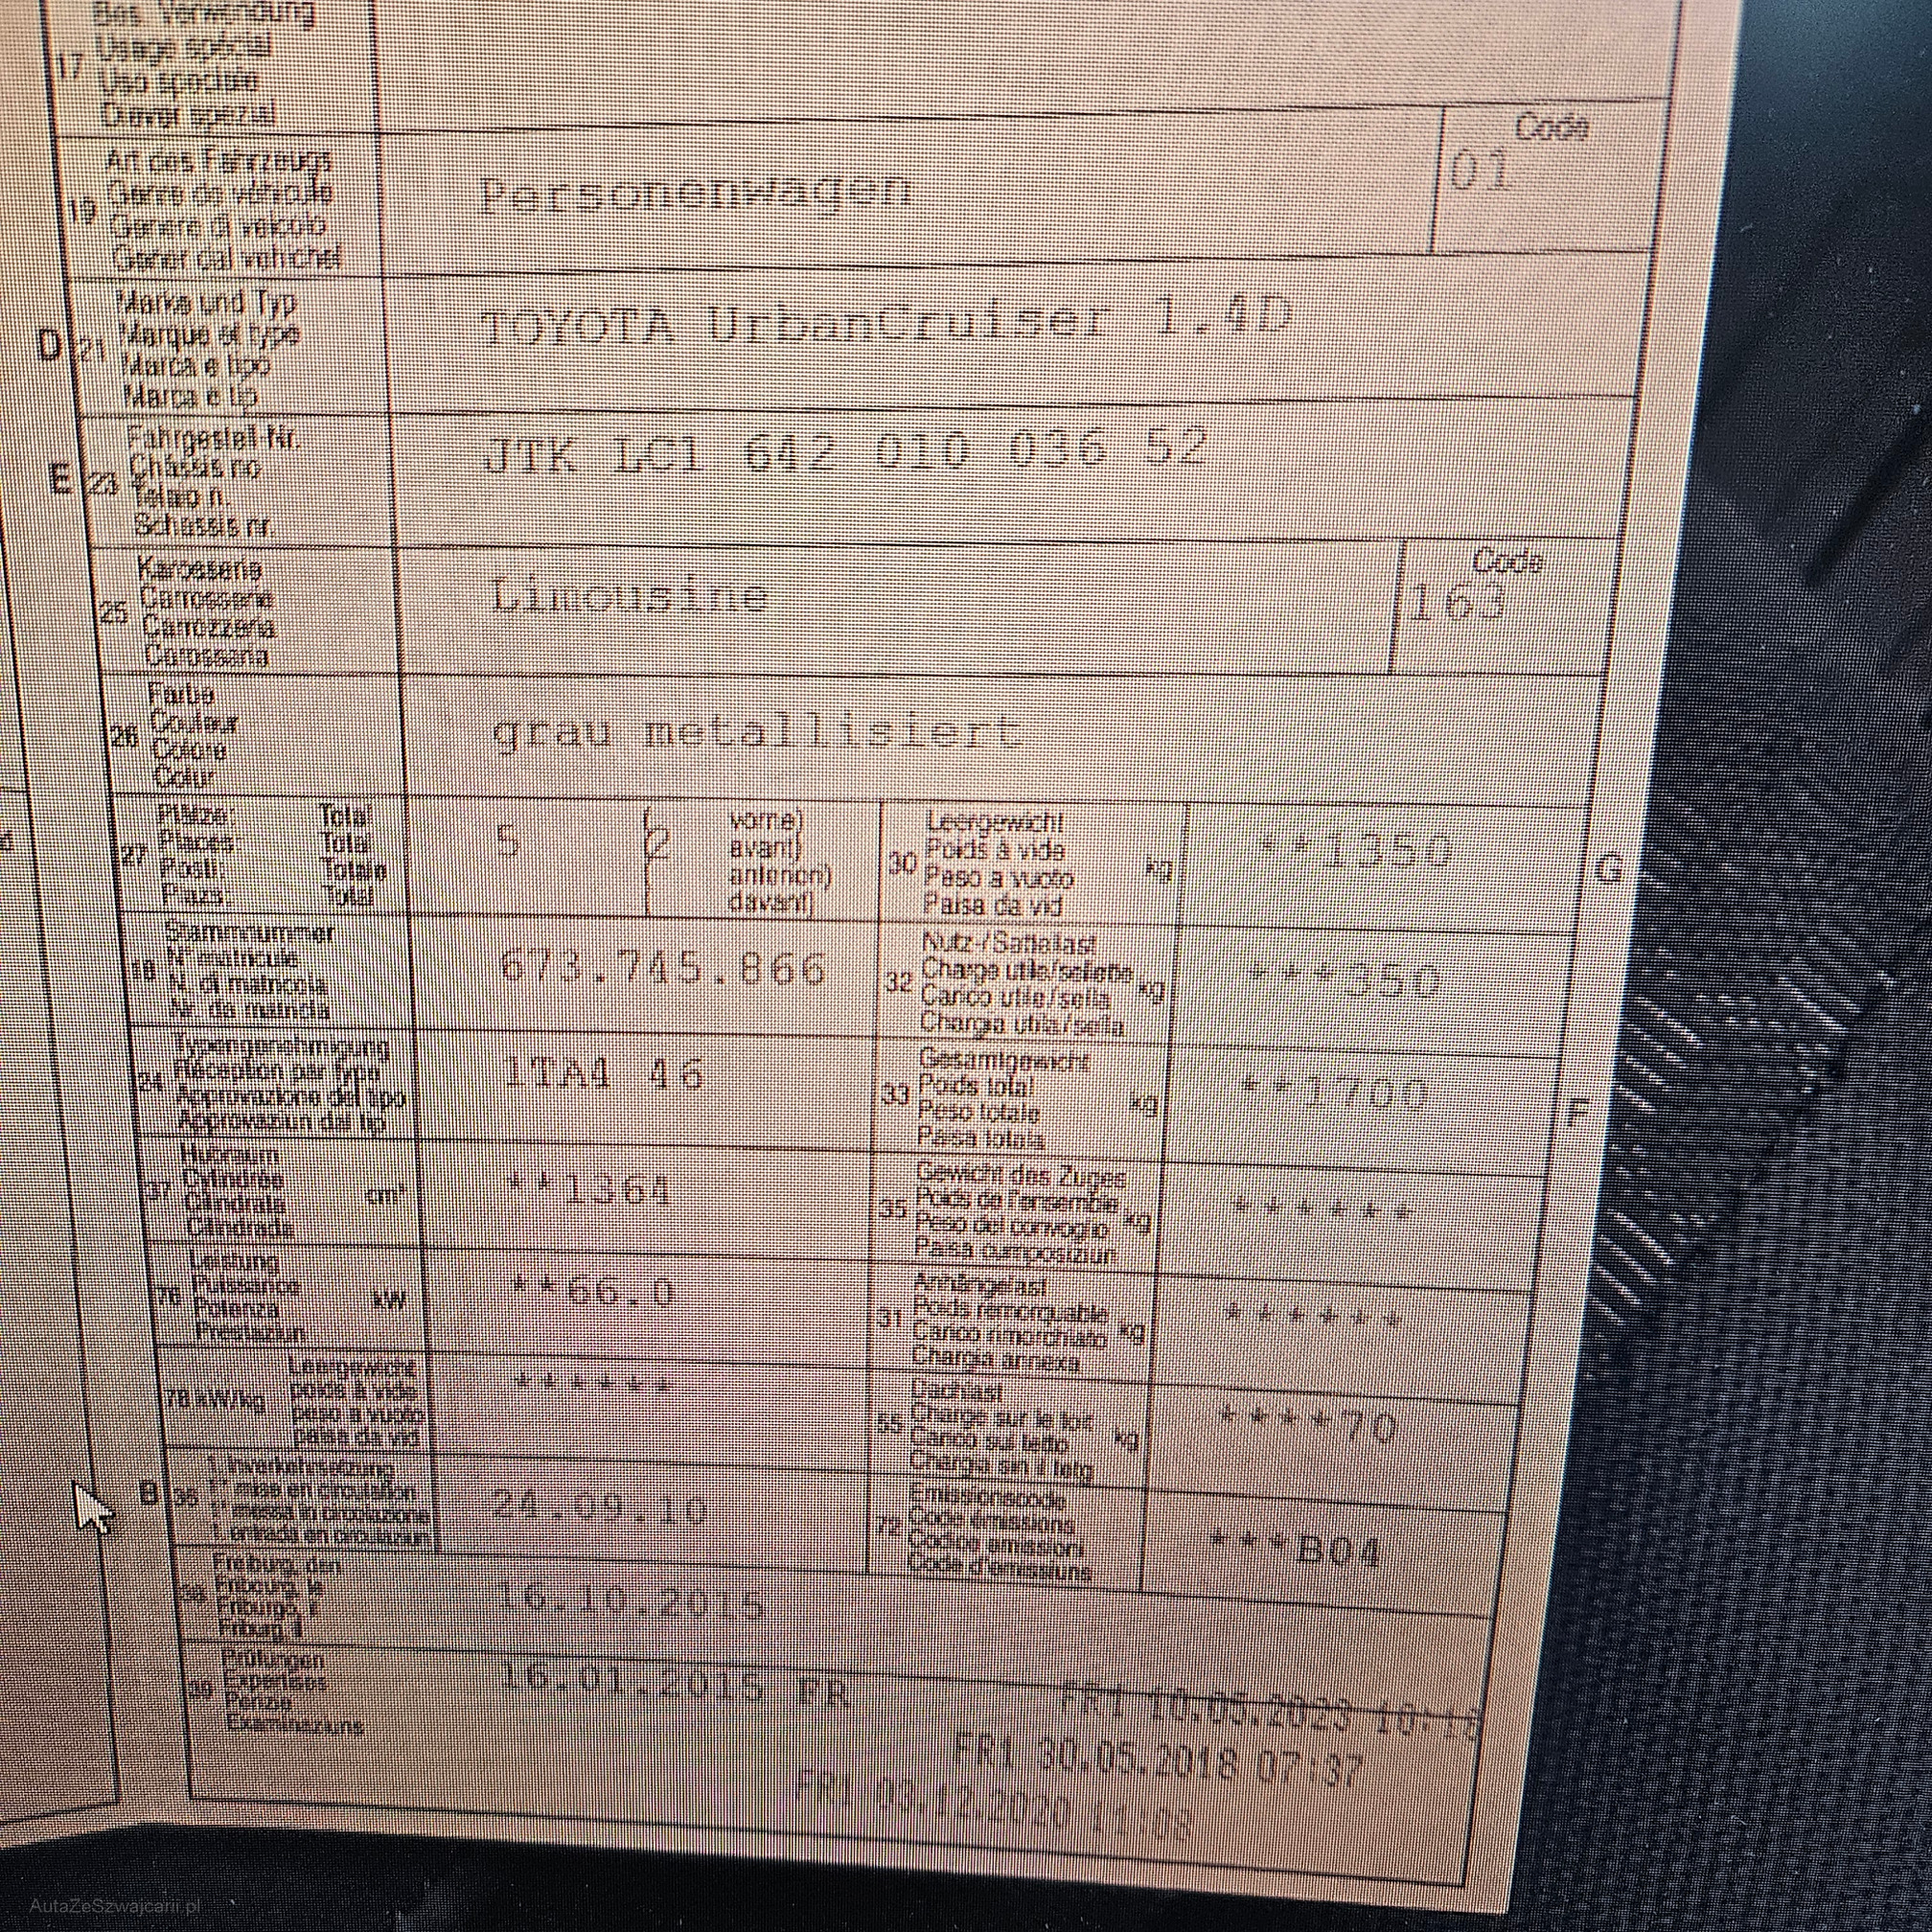 Bes. Verwendung
17 Usage spécial
Uso speciale
Diever spezial
Code
01
Art des Fahrzeugs
19 Genre de véhicule
Genere di veicolo
Gener dal vehichel
Personenwagen
Marke und Typ
D 21 Marque et type
Marca e tipo
Marca e tip
TOYOTA UrbanCruiser 1.4D
Fahrgestell-Nr.
E 23 Châssis no
Telaio n.
Schassis nr.
JTK LC1 642 010 036 52
Karosserie
25 Carrosserie
Carrozzeria
Carossaria
Limousine
Code
163
Farbe
26 Couleur
Colore
Colur
grau metallisiert
Plätze: Total
27 Places: Total
Posti: Totale
Plazs: Total
5 ( 2
vorne)
avant)
anteriori)
davant)
Leergewicht
30 Poids à vide kg
Peso a vuoto
Paisa da vid
**1350
G
Stammnummer
18 N° matricule
N. di matricola
Nr. da matricla
673.745.866
Nutz-/Sattellast
32 Charge utile/sellette kg
Carico utile/sella
Chargia utila/sella
***350
Typengenehmigung
24 Réception par type
Approvazione del tipo
Approvaziun dal tip
1TA4 46
Gesamtgewicht
33 Poids total kg
Peso totale
Paisa totala
**1700
F
Hubraum
37 Cylindrée cm³
Cilindrata
Cilindrada
**1364
Gewicht des Zuges
35 Poids de l'ensemble kg
Peso del convoglio
Paisa cumposiziun
******
Leistung
76 Puissance kW
Potenza
Prestaziun
**66.0
Anhängelast
31 Poids remorquable kg
Carico rimorchiato
Chargia annexa
******
Leergewicht
78 kW/kg poids à vide
peso a vuoto
paisa da vid
******
Dachlast
55 Charge sur le toit kg
Carico sul tetto
Chargia sin il tetg
****70
1. Inverkehrsetzung
B 36 1re mise en circulation
1a messa in circolazione
1. entrada en circulaziun
24.09.10
Emissionscode
72 Code émissions
Codice emissioni
Code d'emissiuns
***B04
Freiburg, den
38 Fribourg, le
Friburgo, il
Friburg, il
16.10.2015
Prüfungen
39 Expertises
Perizie
Examinaziuns
16.01.2015 FR
FR1 10.05.2023 10:18
FR1 30.05.2018 07:37
FR1 03.12.2020 11:08
AutaZeSzwajcarii.pl